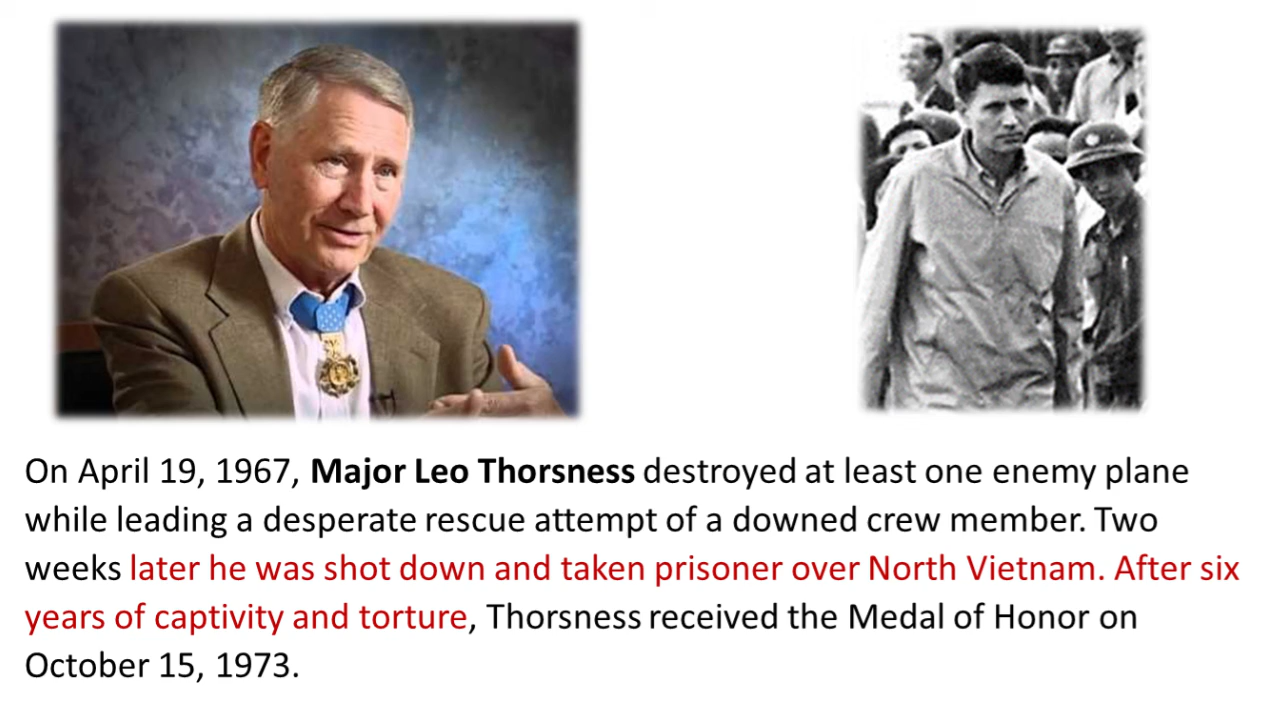 On April 19, 1967, Major Leo Thorsness destroyed at least one enemy plane
while leading a desperate rescue attempt of a downed crew member. Two
weeks later he was shot down and taken prisoner over North Vietnam. After six
years of captivity and torture, Thorsness received the Medal of Honor on
October 15, 1973.